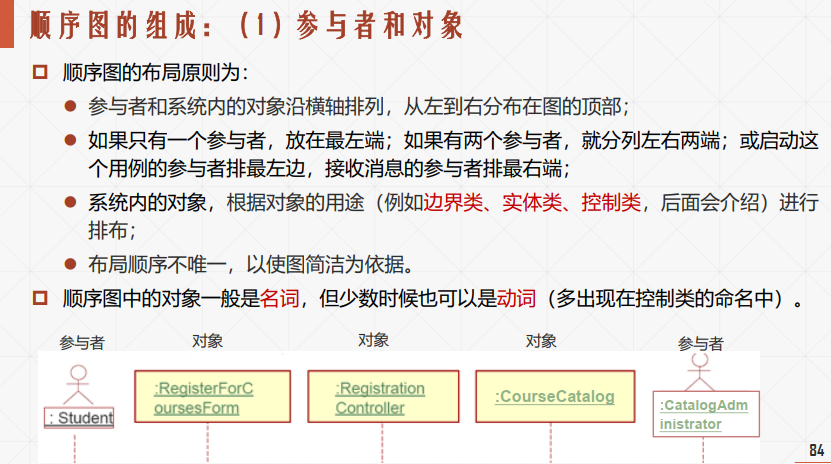 顺序图的组成：（1）参与者和对象
顺序图的布局原则为：
参与者和系统内的对象沿横轴排列，从左到右分布在图的顶部；
如果只有一个参与者，放在最左端；如果有两个参与者，就分列左右两端；或启动这
个用例的参与者排最左边，接收消息的参与者排最右端；
系统内的对象，根据对象的用途（例如边界类、实体类、控制类，后面会介绍）进行
排布；
布局顺序不唯一，以使图简洁为依据。
顺序图中的对象一般是名词，但少数时候也可以是动词（多出现在控制类的命名中）。
参与者
对象
对象
对象
参与者
: Student
:RegisterForC
oursesForm
:Registration
Controller
:CourseCatalog
:CatalogAdm
inistrator
84